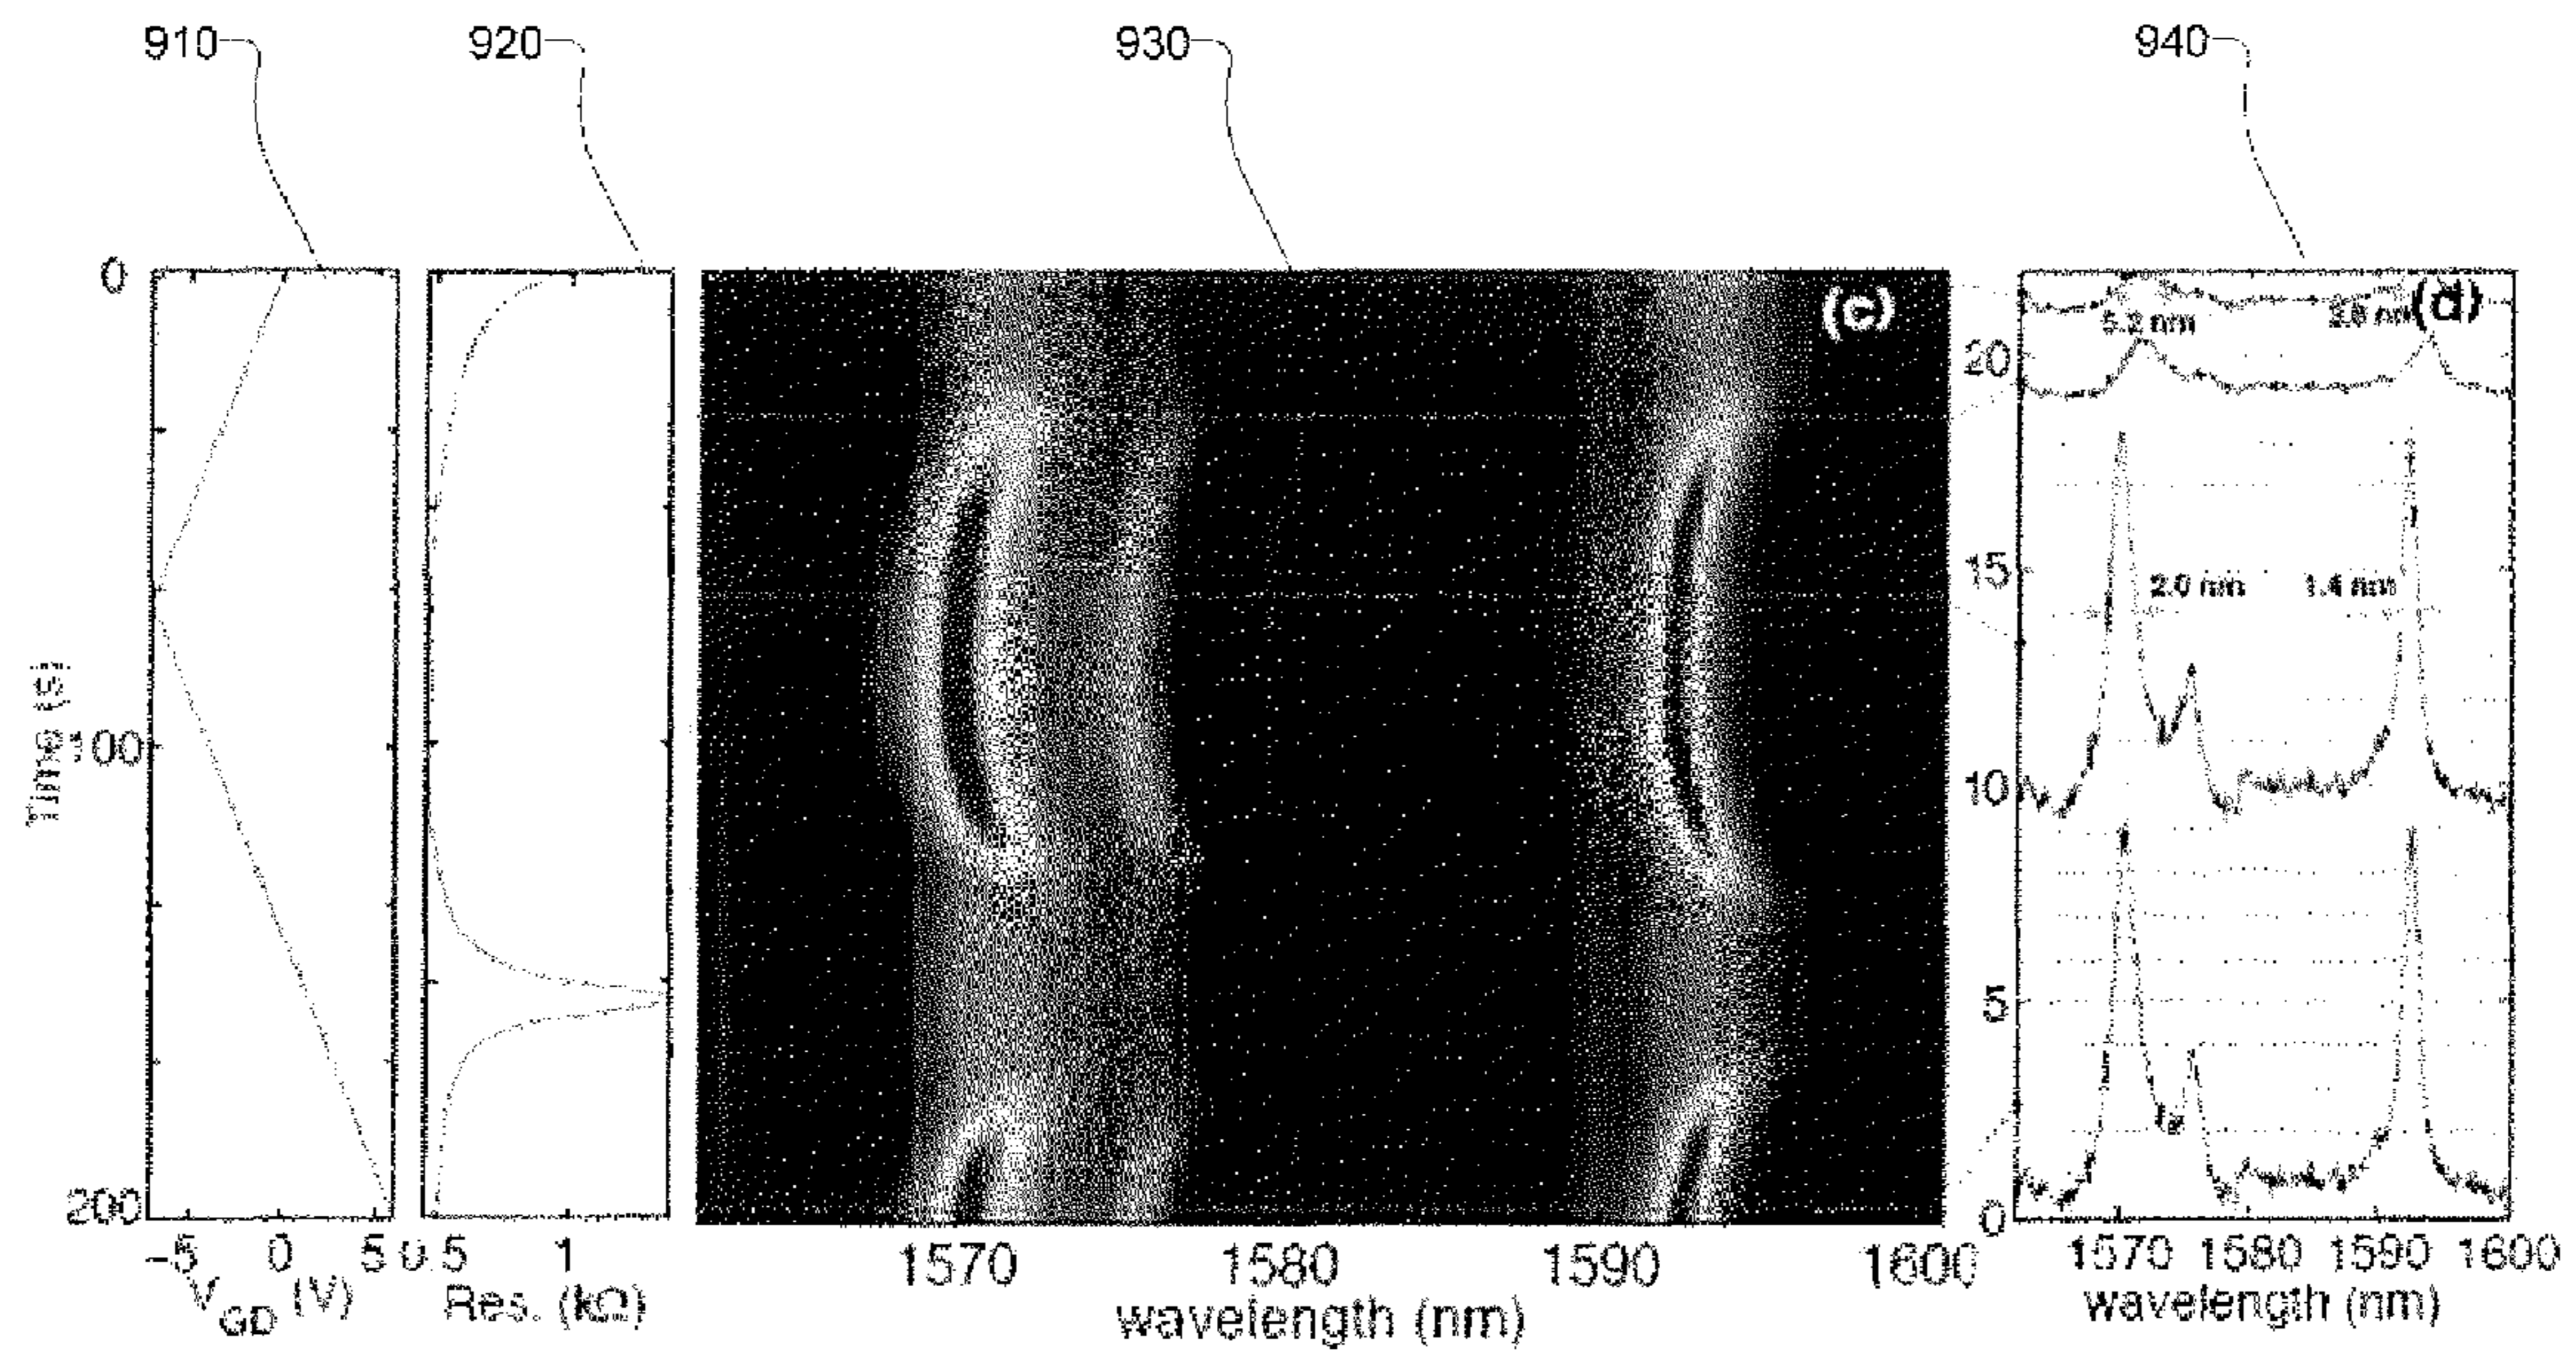 910 920 930 940
0
100
200
Time (s)
-5 0 5
V GD (V)
0.5 1
Res. (kΩ)
(c)
1570 1580 1590 1600
wavelength (nm)
(d)
5.2 nm
20
15
2.0 nm 1.4 nm
10
5
0
1570 1580 1590 1600
wavelength (nm)